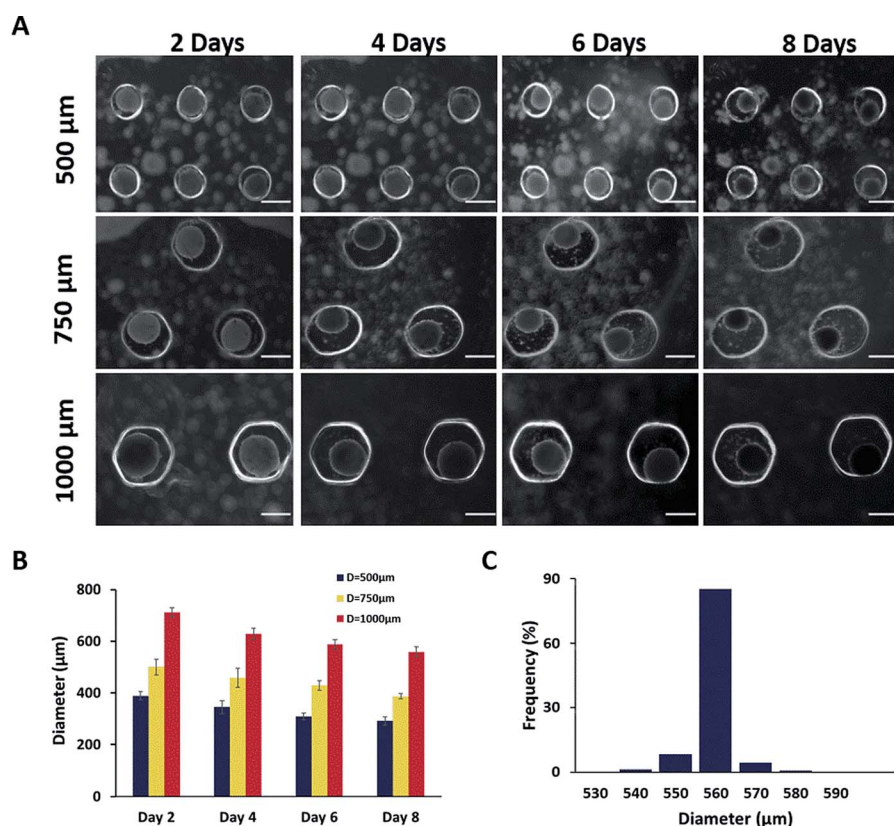 A
2 Days 4 Days 6 Days 8 Days
500 µm
750 µm
1000 µm
B
800
600
400
200
0
Diameter (µm)
D=500µm
D=750µm
D=1000µm
Day 2 Day 4 Day 6 Day 8
C
90
60
30
0
Frequency (%)
530 540 550 560 570 580 590
Diameter (µm)